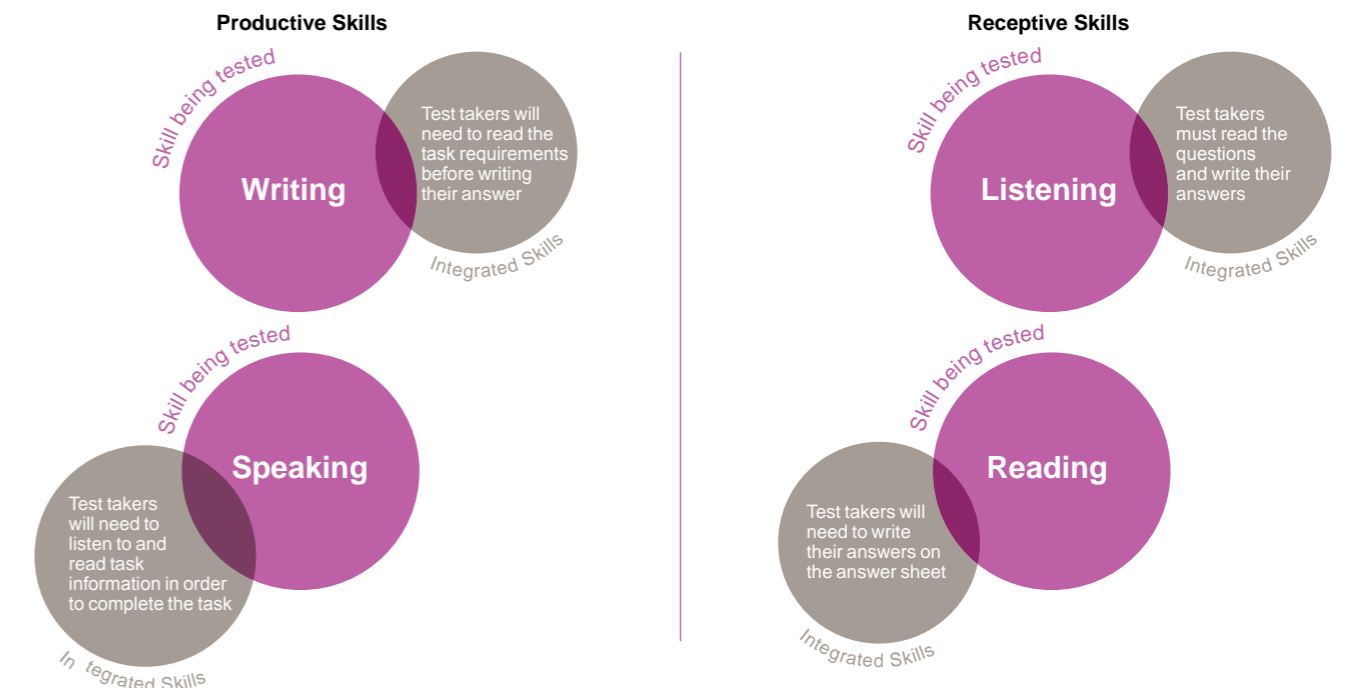 Productive Skills
Skill being tested
Writing
Test takers will
need to read the
task requirements
before writing
their answer
Integrated Skills
Skill being tested
Speaking
Test takers
will need to
listen to and
read task
information in order
to complete the task
In tegrated Skills
Receptive Skills
Skill being tested
Listening
Test takers
must read the
questions
and write their
answers
Integrated Skills
Skill being tested
Reading
Test takers will
need to write
their answers on
the answer sheet
Integrated Skills